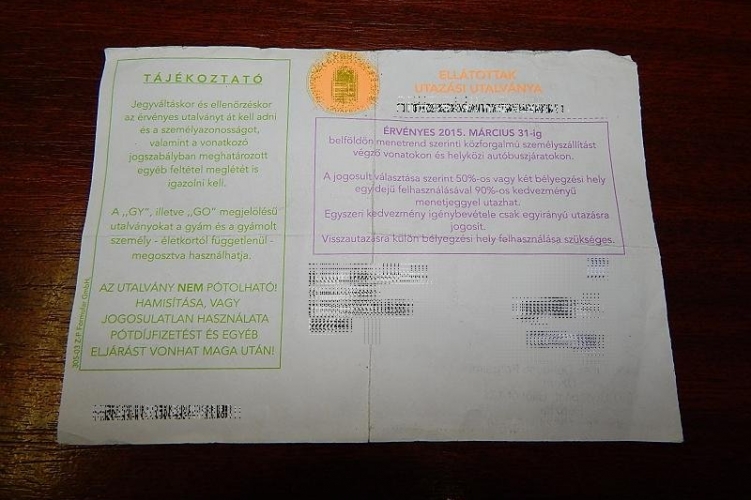 TÁJÉKOZTATÓ
Jegyváltáskor és ellenőrzéskor
az érvényes utalványt át kell adni
és a személyazonosságot,
valamint a vonatkozó
jogszabályban meghatározott
egyéb feltétel meglétét is
igazolni kell.
A „GY”, illetve „GO” megjelölésű
utalványokat a gyám és a gyámolt
személy - életkortól függetlenül -
megosztva használhatja.
AZ UTALVÁNY NEM PÓTOLHATÓ!
HAMISÍTÁSA, VAGY
JOGOSULATLAN HASZNÁLATA
PÓTDÍJFIZETÉST ÉS EGYÉB
ELJÁRÁST VONHAT MAGA UTÁN!
ELLÁTOTTAK
UTAZÁSI UTALVÁNYA
ÉRVÉNYES 2015. MÁRCIUS 31-ig
belföldön menetrend szerinti közforgalmú személyszállítást
végző vonatokon és helyközi autóbuszjáratokon.
A jogosult választása szerint 50%-os vagy két bélyegzési hely
egyidejű felhasználásával 90%-os kedvezményű
menetjeggyel utazhat.
Egyszeri kedvezmény igénybevétele csak egyirányú utazásra
jogosít.
Visszautazásra külön bélyegzési hely felhasználása szükséges.